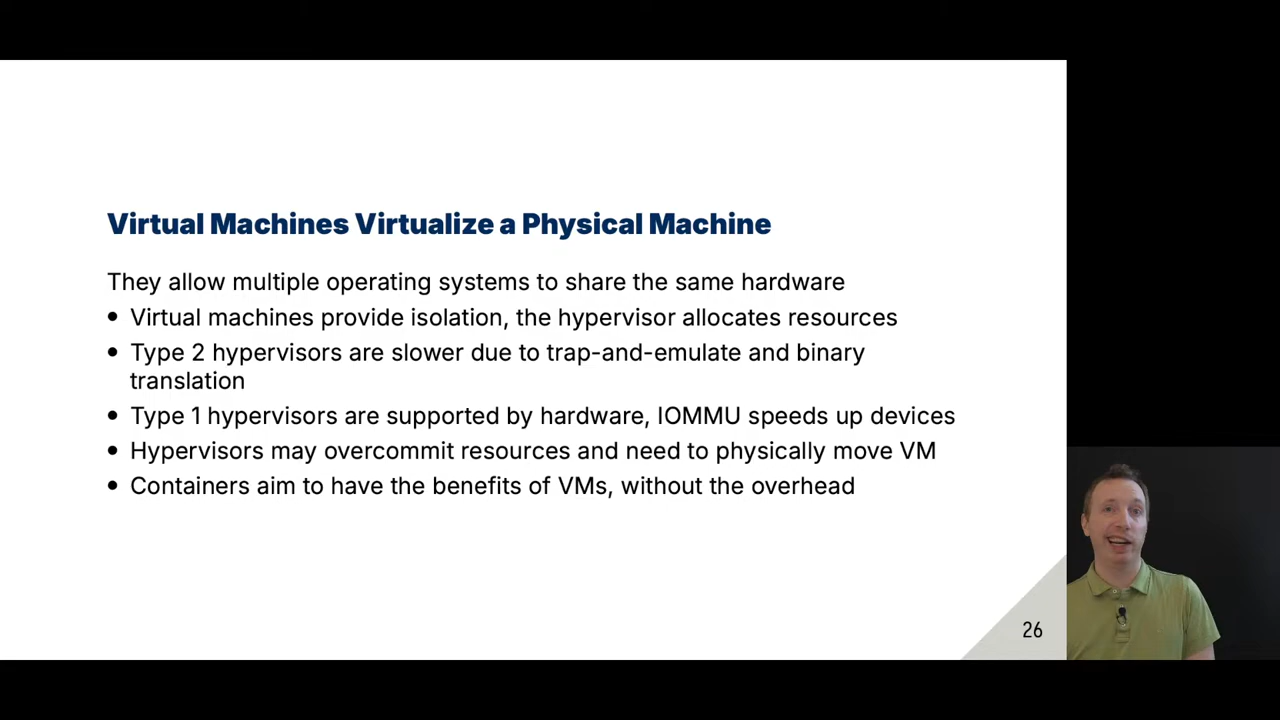 Virtual Machines Virtualize a Physical Machine
They allow multiple operating systems to share the same hardware
• Virtual machines provide isolation, the hypervisor allocates resources
• Type 2 hypervisors are slower due to trap-and-emulate and binary
translation
• Type 1 hypervisors are supported by hardware, IOMMU speeds up devices
• Hypervisors may overcommit resources and need to physically move VM
• Containers aim to have the benefits of VMs, without the overhead
26